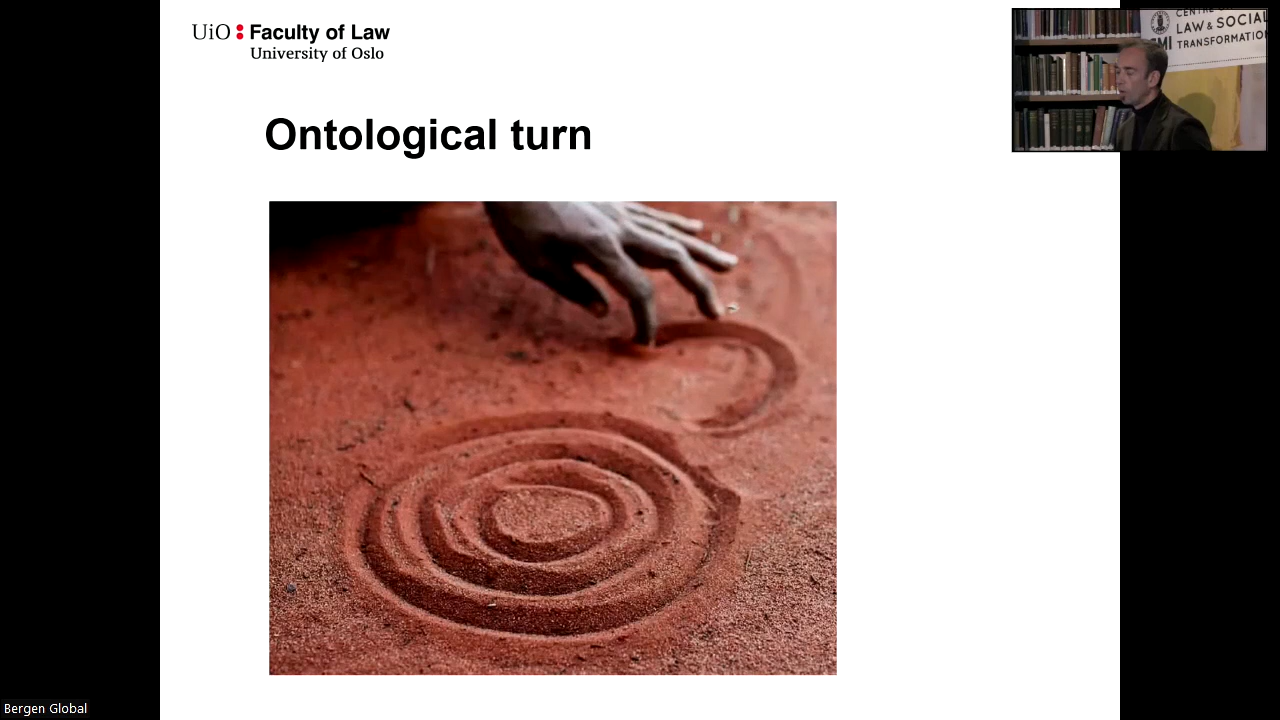 UiO : Faculty of Law
University of Oslo
Ontological turn
LAW & SOCIAL
TRANSFORMATION
Bergen Global